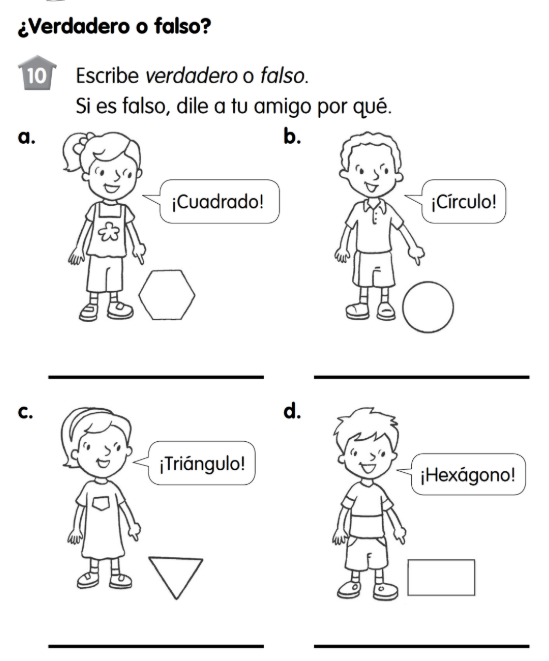 ¿Verdadero o falso?
10 Escribe verdadero o falso.
Si es falso, dile a tu amigo por qué.
a.
¡Cuadrado!
b.
¡Círculo!
c.
¡Triángulo!
d.
¡Hexágono!